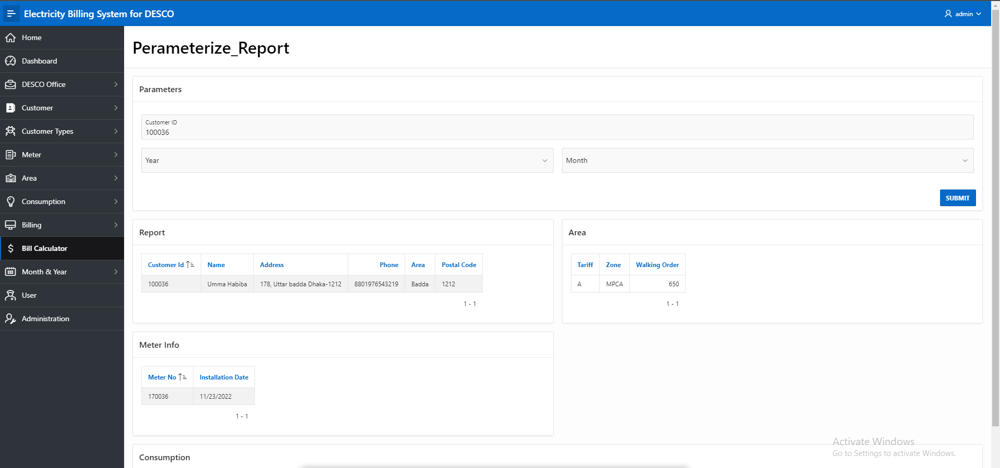 Electricity Billing System for DESCO
admin
Home
Dashboard
DESCO Office
Customer
Customer Types
Meter
Area
Consumption
Billing
Bill Calculator
Month & Year
User
Administration
Perameterize_Report
Parameters
Customer ID
100036
Year
Month
SUBMIT
Report
Customer Id Name Address Phone Area Postal Code
100036 Umma Habiba 178, Uttar badda Dhaka-1212 8801976543219 Badda 1212
1 - 1
Area
Tariff Zone Walking Order
A MPCA 650
1 - 1
Meter Info
Meter No Installation Date
170036 11/23/2022
1 - 1
Consumption
Activate Windows
Go to Settings to activate Windows.